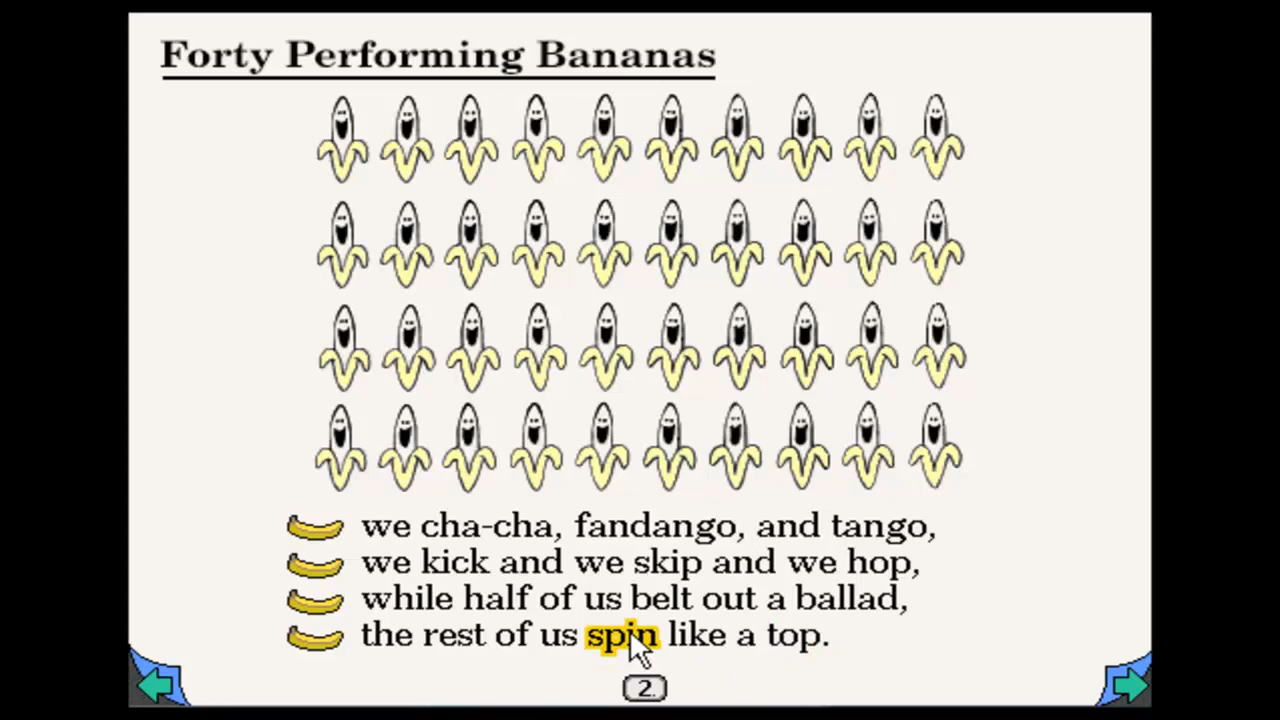 Forty Performing Bananas
we cha-cha, fandango, and tango,
we kick and we skip and we hop,
while half of us belt out a ballad,
the rest of us spin like a top.
2.